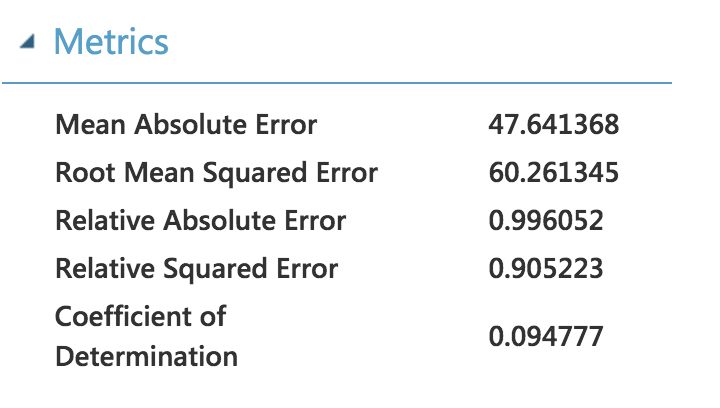 Metrics
Mean Absolute Error 47.641368
Root Mean Squared Error 60.261345
Relative Absolute Error 0.996052
Relative Squared Error 0.905223
Coefficient of
Determination 0.094777